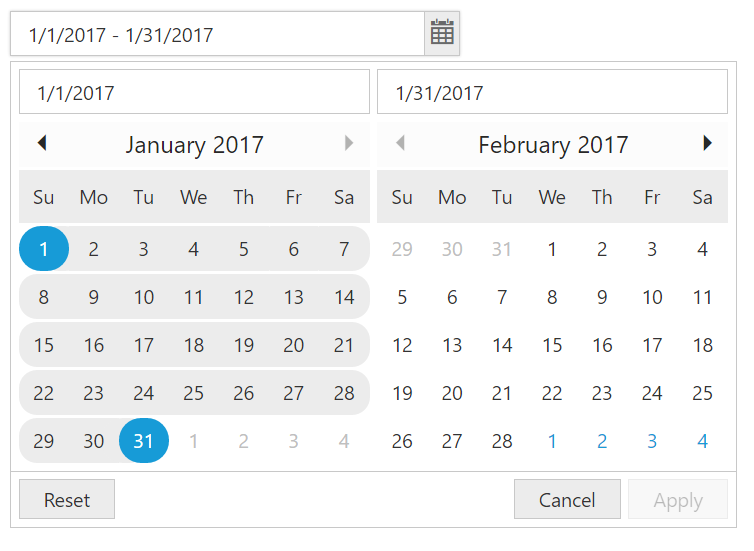 1/1/2017 - 1/31/2017
1/1/2017 1/31/2017
January 2017 February 2017
Su Mo Tu We Th Fr Sa Su Mo Tu We Th Fr Sa
1 2 3 4 5 6 7 29 30 31 1 2 3 4
8 9 10 11 12 13 14 5 6 7 8 9 10 11
15 16 17 18 19 20 21 12 13 14 15 16 17 18
22 23 24 25 26 27 28 19 20 21 22 23 24 25
29 30 31 1 2 3 4 26 27 28 1 2 3 4
Reset Cancel Apply